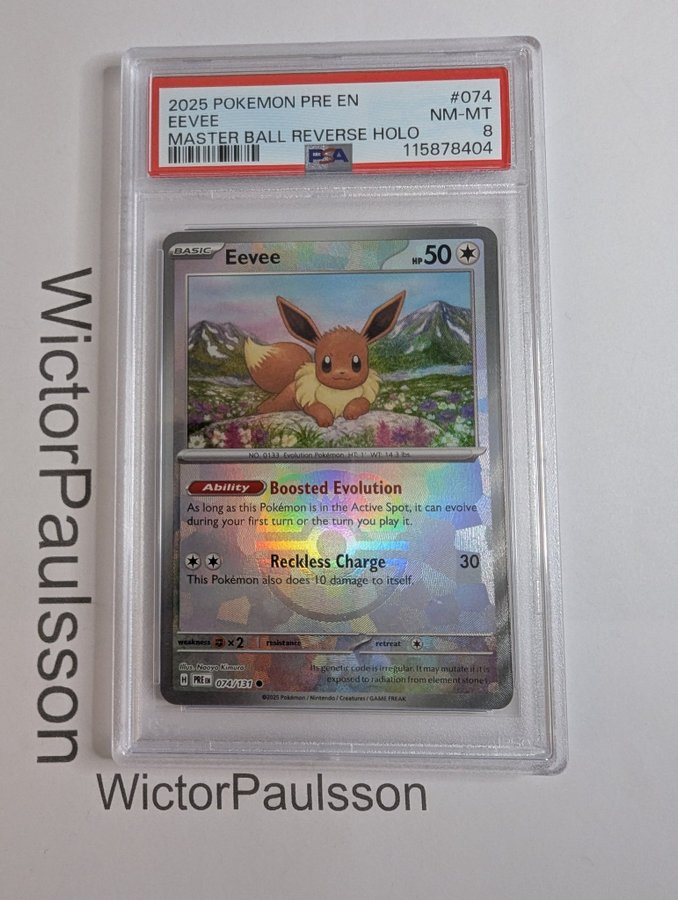 2025 POKEMON PRE EN #074
EEVEE NM-MT
MASTER BALL REVERSE HOLO 8
PSA 115878404
BASIC Eevee HP 50
NO. 0133 Evolution Pokémon HT: 1' WT: 14.3 lbs
Ability Boosted Evolution
As long as this Pokémon is in the Active Spot, it can evolve
during your first turn or the turn you play it.
Reckless Charge 30
This Pokémon also does 10 damage to itself.
weakness ×2 resistance retreat
Illus. Naoyo Kimura
Its genetic code is irregular. It may mutate if it is
exposed to radiation from element stones.
H PRE EN 074/131
©2025 Pokémon / Nintendo / Creatures / GAME FREAK
WictorPaulsson
WictorPaulsson